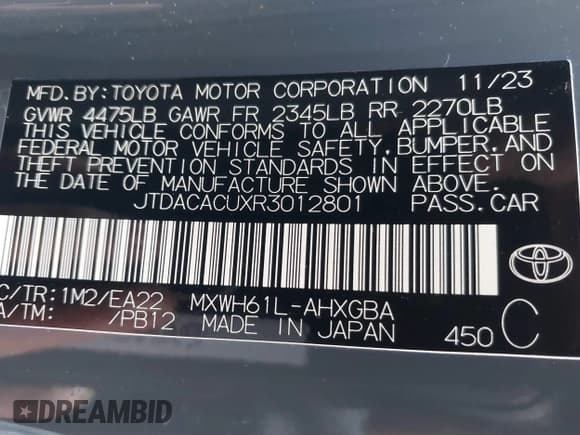 MFD.BY:TOYOTA MOTOR CORPORATION 11/23
GVWR 4475LB GAWR FR 2345LB RR 2270LB
THIS VEHICLE CONFORMS TO ALL APPLICABLE
FEDERAL MOTOR VEHICLE SAFETY,BUMPER,AND
THEFT PREVENTION STANDARDS IN EFFECT ON
THE DATE OF MANUFACTURE SHOWN ABOVE.
JTDACACUXR3012801 PASS.CAR
C/TR:1M2/EA22 MXWH61L-AHXGBA
A/TM: /PB12 MADE IN JAPAN 450 C
TOYOTA
DREAMBID